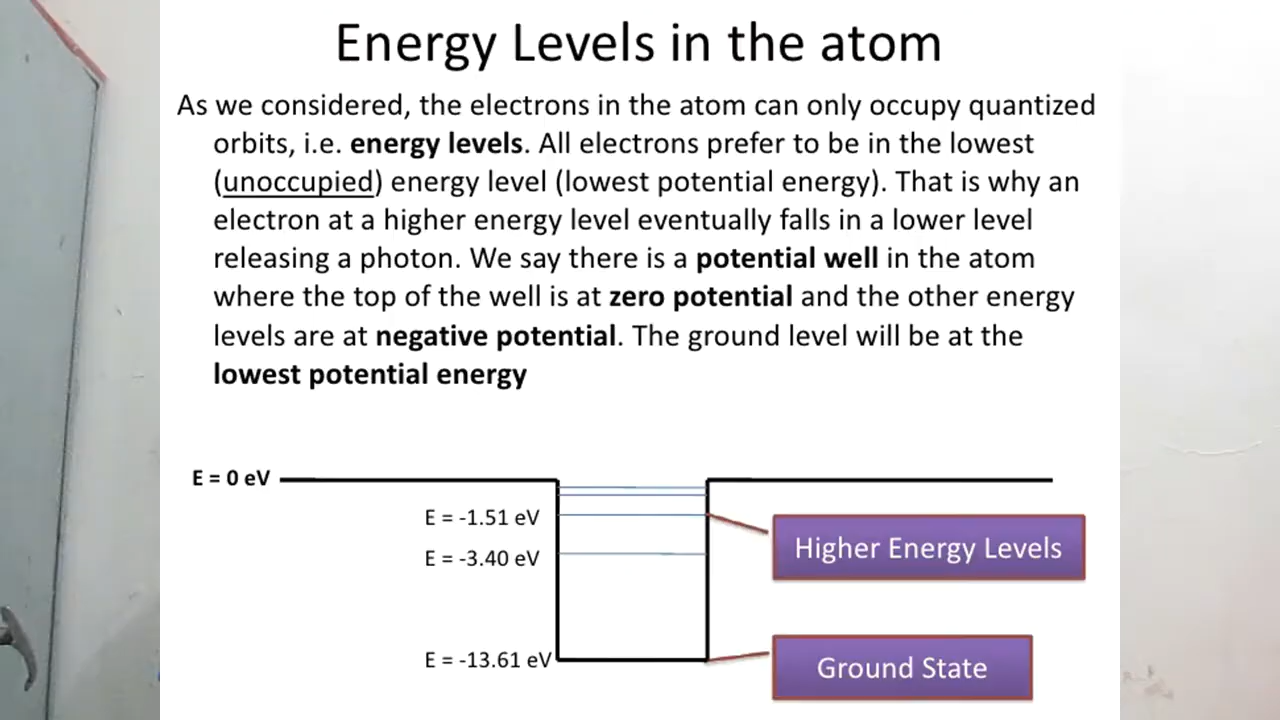 Energy Levels in the atom
As we considered, the electrons in the atom can only occupy quantized
orbits, i.e. energy levels. All electrons prefer to be in the lowest
(unoccupied) energy level (lowest potential energy). That is why an
electron at a higher energy level eventually falls in a lower level
releasing a photon. We say there is a potential well in the atom
where the top of the well is at zero potential and the other energy
levels are at negative potential. The ground level will be at the
lowest potential energy
E = 0 eV
E = -1.51 eV
E = -3.40 eV
Higher Energy Levels
E = -13.61 eV
Ground State